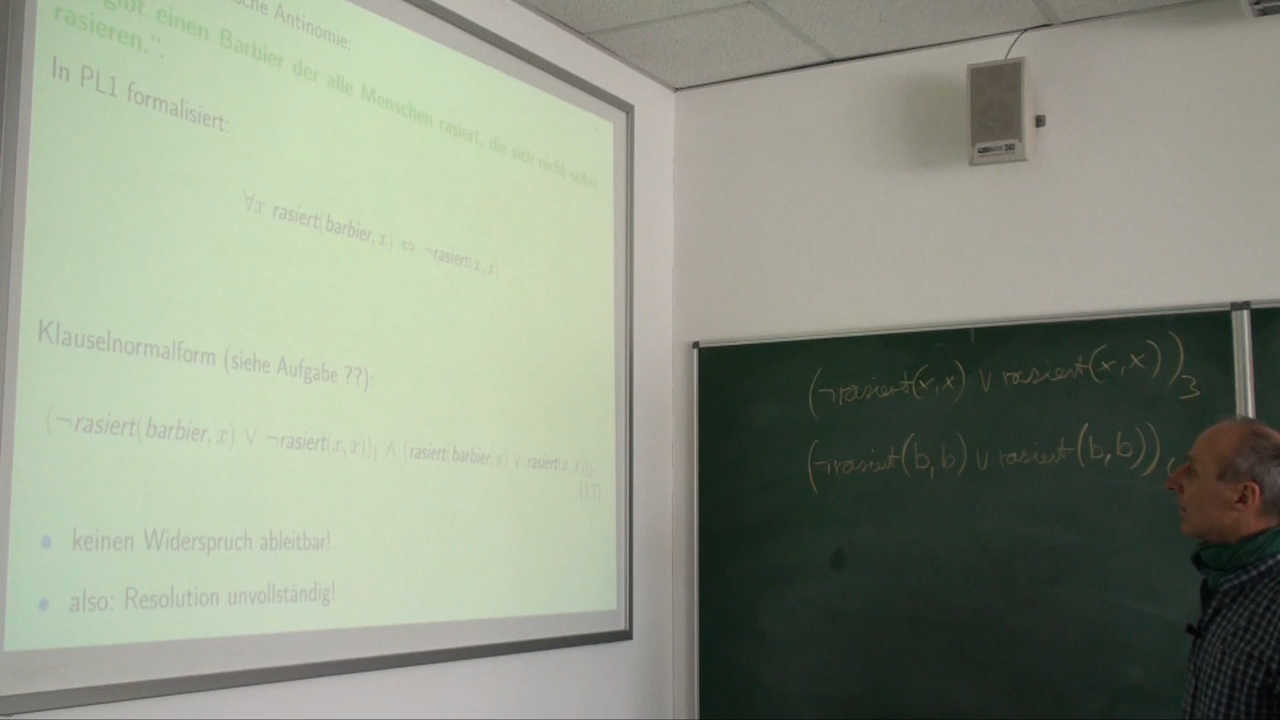 sche Antinomie:
gibt einen Barbier der alle Menschen rasiert, die sich nicht selbst
rasieren.".
In PL1 formalisiert:
∀x rasiert(barbier, x) ⇔ ¬rasiert(x, x)
Klauselnormalform (siehe Aufgabe ??):
(¬rasiert(barbier, x) ∨ ¬rasiert(x, x))₁ ∧ (rasiert(barbier, x) ∨ rasiert(x, x))₂
• keinen Widerspruch ableitbar!
• also: Resolution unvollständig!
(¬rasiert(x, x) ∨ rasiert(x, x))₃
(¬rasiert(b, b) ∨ rasiert(b, b))